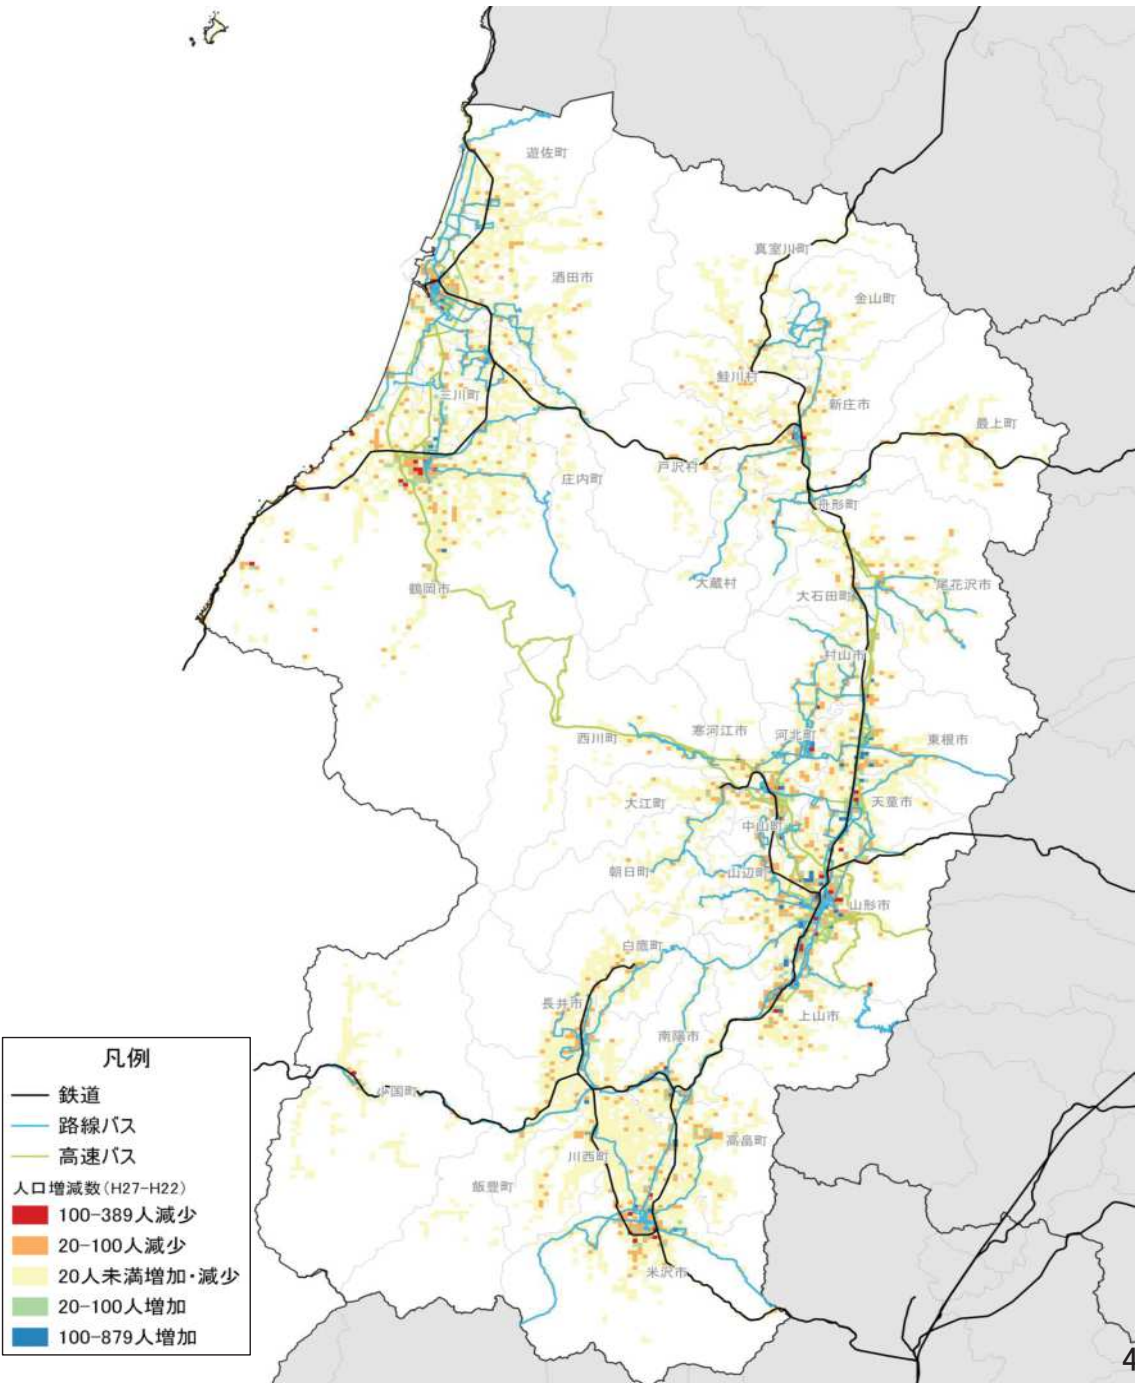 遊佐町
真室川町
酒田市
金山町
鮭川村
三川町
新庄市
最上町
戸沢村
庄内町
舟形町
大蔵村
尾花沢市
鶴岡市
大石田町
村山市
寒河江市
西川町
河北町
東根市
大江町
天童市
中山町
朝日町
山辺町
山形市
白鷹町
長井市
上山市
南陽市
小国町
高畠町
川西町
飯豊町
米沢市
凡例
鉄道
路線バス
高速バス
人口増減数(H27-H22)
100-389人減少
20-100人減少
20人未満増加・減少
20-100人増加
100-879人増加
4